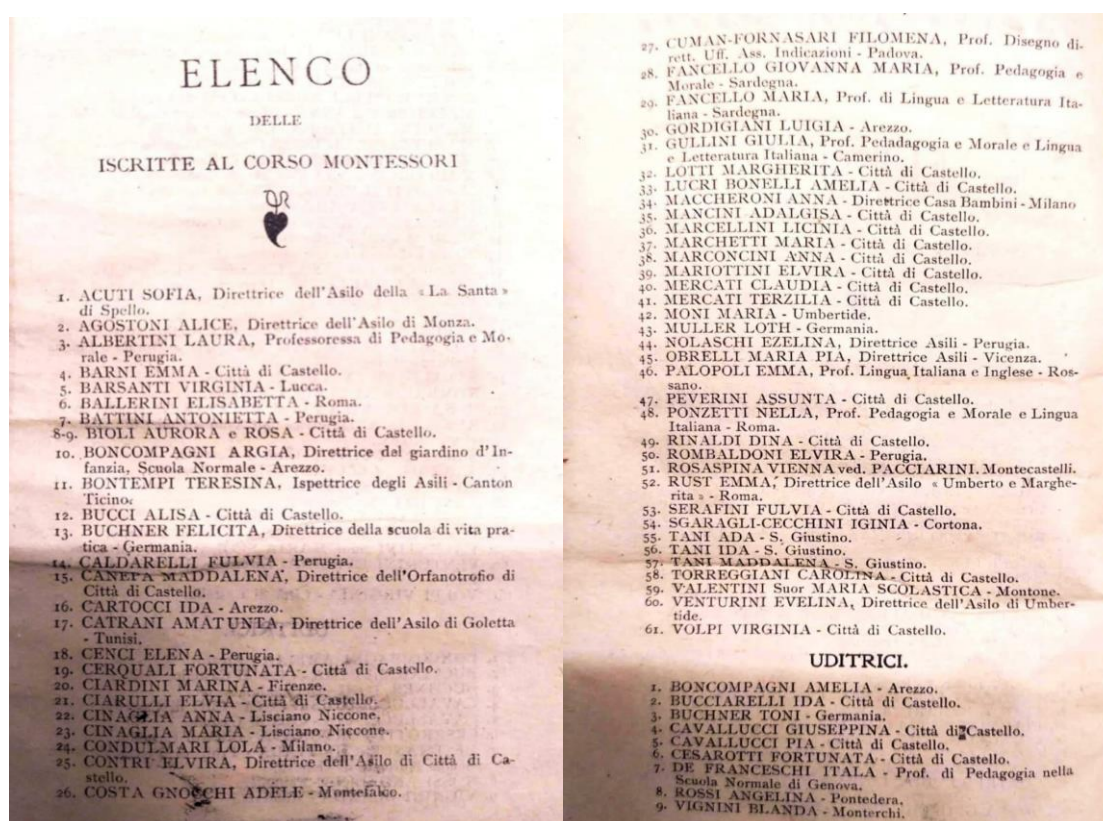 ELENCO
DELLE
ISCRITTE AL CORSO MONTESSORI
1. ACUTI SOFIA, Direttrice dell'Asilo della «La Santa»
di Spello.
2. AGOSTONI ALICE, Direttrice dell'Asilo di Monza.
3. ALBERTINI LAURA, Professoressa di Pedagogia e Mo-
rale - Perugia.
4. BARNI EMMA - Città di Castello.
5. BARSANTI VIRGINIA - Lucca.
6. BALLERINI ELISABETTA - Roma.
7. BATTINI ANTONIETTA - Perugia.
8-9. BIOLI AURORA e ROSA - Città di Castello.
10. BONCOMPAGNI ARGIA, Direttrice del giardino d'In-
fanzia, Scuola Normale - Arezzo.
11. BONTEMPI TERESINA, Ispettrice degli Asili - Canton
Ticino.
12. BUCCI ALISA - Città di Castello.
13. BUCHNER FELICITA, Direttrice della scuola di vita pra-
tica - Germania.
14. CALDARELLI FULVIA - Perugia.
15. CANEPA MADDALENA, Direttrice dell'Orfanotrofio di
Città di Castello.
16. CARTOCCI IDA - Arezzo.
17. CATRANI AMATUNTA, Direttrice dell'Asilo di Goletta
- Tunisi.
18. CENCI ELENA - Perugia.
19. CERQUALI FORTUNATA - Città di Castello.
20. CIARDINI MARINA - Firenze.
21. CIARULLI ELVIA - Città di Castello.
22. CINAGLIA ANNA - Lisciano Niccone.
23. CINAGLIA MARIA - Lisciano Niccone.
24. CONDULMARI LOLA - Milano.
25. CONTRI ELVIRA, Direttrice dell'Asilo di Città di Ca-
stello.
26. COSTA GNOCCHI ADELE - Montefalco.
27. CUMAN-FORNASARI FILOMENA, Prof. Disegno di-
rett. Uff. Ass. Indicazioni - Padova.
28. FANCELLO GIOVANNA MARIA, Prof. Pedagogia e
Morale - Sardegna.
29. FANCELLO MARIA, Prof. di Lingua e Letteratura Ita-
liana - Sardegna.
30. GORDIGIANI LUIGIA - Arezzo.
31. GULLINI GIULIA, Prof. Pedadagogia e Morale e Lingua
e Letteratura Italiana - Camerino.
32. LOTTI MARGHERITA - Città di Castello.
33. LUCRI BONELLI AMELIA - Città di Castello.
34. MACCHERONI ANNA - Direttrice Casa Bambini - Milano
35. MANCINI ADALGISA - Città di Castello.
36. MARCELLINI LICINIA - Città di Castello.
37. MARCHETTI MARIA - Città di Castello.
38. MARCONCINI ANNA - Città di Castello.
39. MARIOTTINI ELVIRA - Città di Castello.
40. MERCATI CLAUDIA - Città di Castello.
41. MERCATI TERZILIA - Città di Castello.
42. MONI MARIA - Umbertide.
43. MULLER LOTH - Germania.
44. NOLASCHI EZELINA, Direttrice Asili - Perugia.
45. OBRELLI MARIA PIA, Direttrice Asili - Vicenza.
46. PALOPOLI EMMA, Prof. Lingua Italiana e Inglese - Ros-
sano.
47. PEVERINI ASSUNTA - Città di Castello.
48. PONZETTI NELLA, Prof. Pedagogia e Morale e Lingua
Italiana - Roma.
49. RINALDI DINA - Città di Castello.
50. ROMBALDONI ELVIRA - Perugia.
51. ROSASPINA VIENNA ved. PACCIARINI. Montecastelli.
52. RUST EMMA, Direttrice dell'Asilo « Umberto e Marghe-
rita » - Roma.
53. SERAFINI FULVIA - Città di Castello.
54. SGARAGLI-CECCHINI IGINIA - Cortona.
55. TANI ADA - S. Giustino.
56. TANI IDA - S. Giustino.
57. TANI MADDALENA - S. Giustino.
58. TORREGGIANI CAROLINA - Città di Castello.
59. VALENTINI Suor MARIA SCOLASTICA - Montone.
60. VENTURINI EVELINA, Direttrice dell'Asilo di Umber-
tide.
61. VOLPI VIRGINIA - Città di Castello.
UDITRICI.
1. BONCOMPAGNI AMELIA - Arezzo.
2. BUCCIARELLI IDA - Città di Castello.
3. BUCHNER TONI - Germania.
4. CAVALLUCCI GIUSEPPINA - Città di Castello.
5. CAVALLUCCI PIA - Città di Castello.
6. CESAROTTI FORTUNATA - Città di Castello.
7. DE FRANCESCHI ITALA - Prof. di Pedagogia nella
Scuola Normale di Genova.
8. ROSSI ANGELINA - Pontedera.
9. VIGNINI BLANDA - Monterchi.